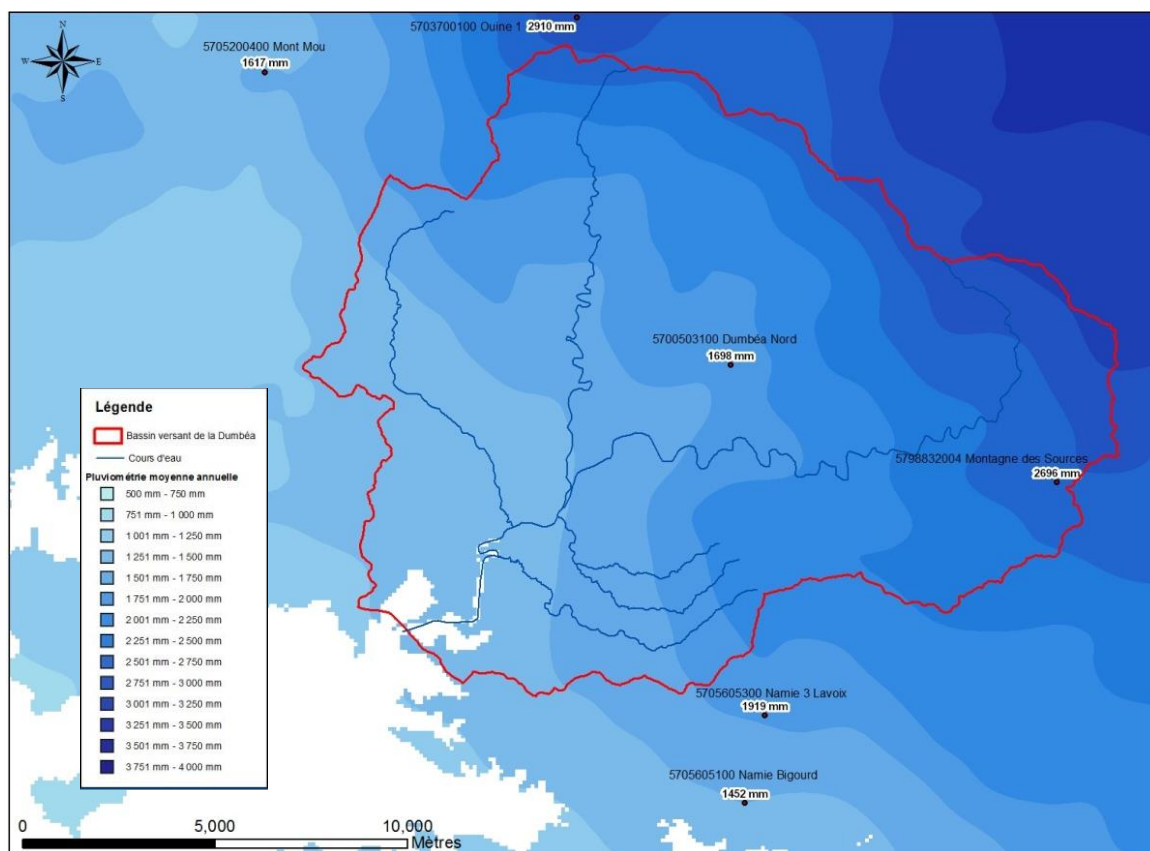 5703700100 Ouine 1 2910 mm
5705200400 Mont Mou
1617 mm
N
W E
S
5700503100 Dumbéa Nord
1698 mm
5798832004 Montagne des Sources
2696 mm
5705605300 Namie 3 Lavoix
1919 mm
5705605100 Namie Bigourd
1452 mm
Légende
Bassin versant de la Dumbéa
Cours d'eau
Pluviométrie moyenne annuelle
500 mm - 750 mm
751 mm - 1 000 mm
1 001 mm - 1 250 mm
1 251 mm - 1 500 mm
1 501 mm - 1 750 mm
1 751 mm - 2 000 mm
2 001 mm - 2 250 mm
2 251 mm - 2 500 mm
2 501 mm - 2 750 mm
2 751 mm - 3 000 mm
3 001 mm - 3 250 mm
3 251 mm - 3 500 mm
3 501 mm - 3 750 mm
3 751 mm - 4 000 mm
0 5,000 10,000
Mètres